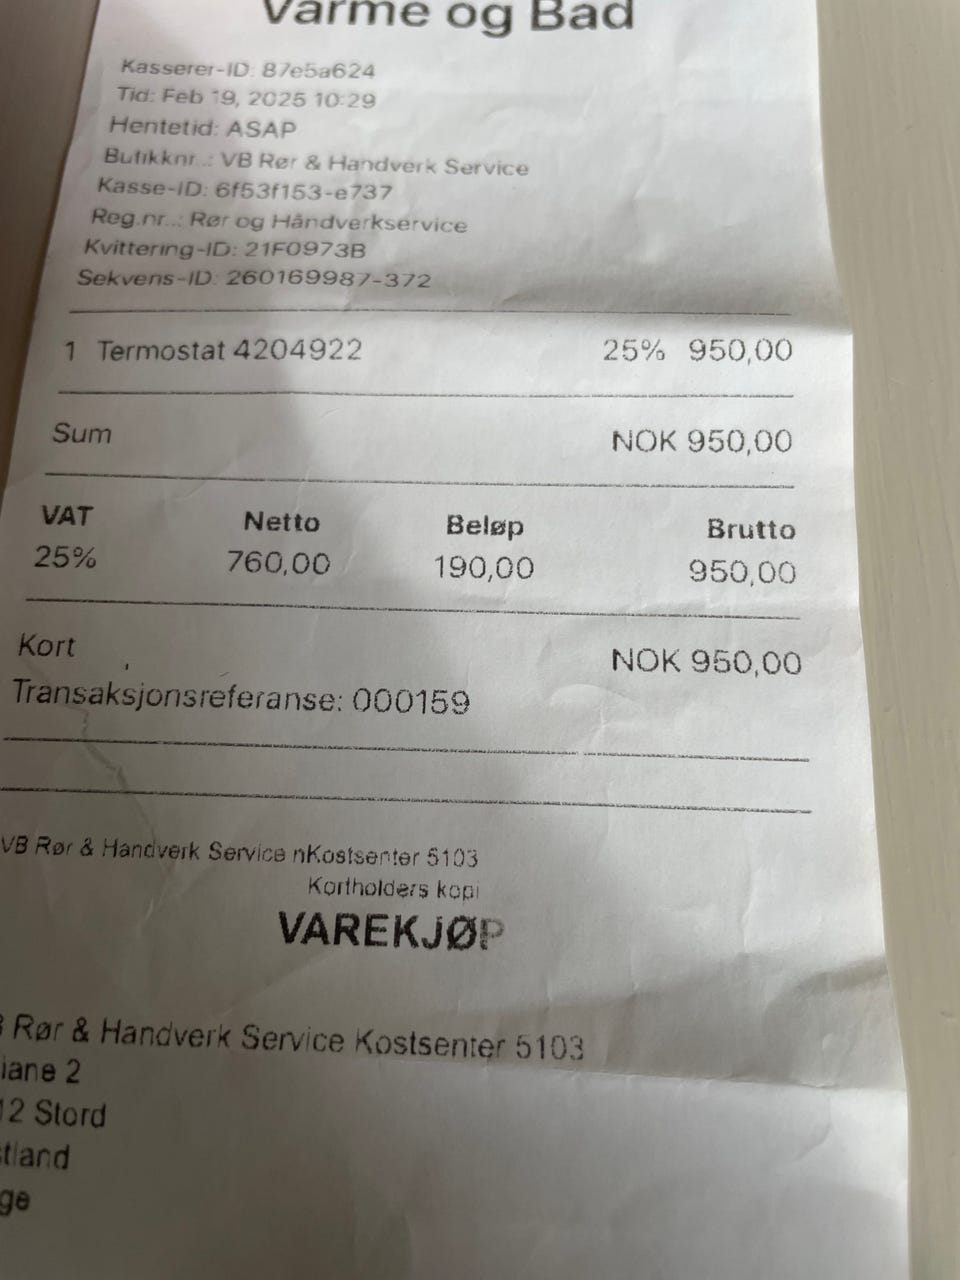 Varme og Bad
Kasserer-ID: 87e5a624
Tid: Feb 19, 2025 10:29
Hentetid: ASAP
Butikknr.: VB Rør & Handverk Service
Kasse-ID: 6f53f153-e737
Reg.nr..: Rør og Håndverkservice
Kvittering-ID: 21F0973B
Sekvens-ID: 260169987-372
1 Termostat 4204922 25% 950,00
Sum NOK 950,00
VAT Netto Beløp Brutto
25% 760,00 190,00 950,00
Kort NOK 950,00
Transaksjonsreferanse: 000159
VB Rør & Handverk Service nKostsenter 5103
Kortholders kopi
VAREKJØP
Rør & Handverk Service Kostsenter 5103
iane 2
12 Stord
tland
ge